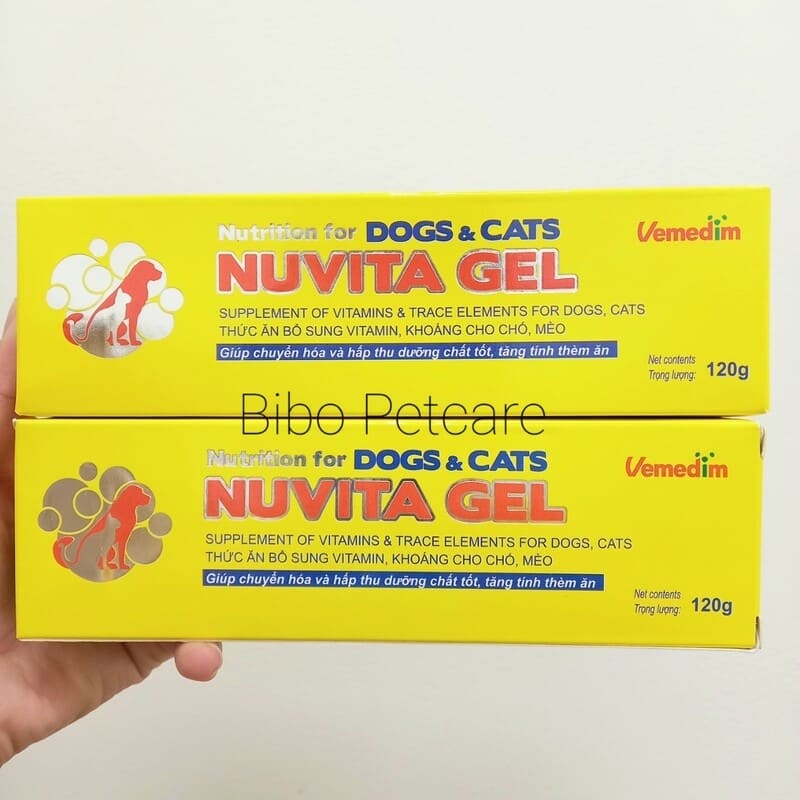 Nutrition for DOGS & CATS
Vemedim
NUVITA GEL
SUPPLEMENT OF VITAMINS & TRACE ELEMENTS FOR DOGS, CATS
THỨC ĂN BỔ SUNG VITAMIN, KHOÁNG CHO CHÓ, MÈO
Giúp chuyển hóa và hấp thu dưỡng chất tốt, tăng tính thèm ăn
Net contents
Trọng lượng: 120g
Bibo Petcare
Nutrition for DOGS & CATS
Vemedim
NUVITA GEL
SUPPLEMENT OF VITAMINS & TRACE ELEMENTS FOR DOGS, CATS
THỨC ĂN BỔ SUNG VITAMIN, KHOÁNG CHO CHÓ, MÈO
Giúp chuyển hóa và hấp thu dưỡng chất tốt, tăng tính thèm ăn
Net contents
Trọng lượng: 120g